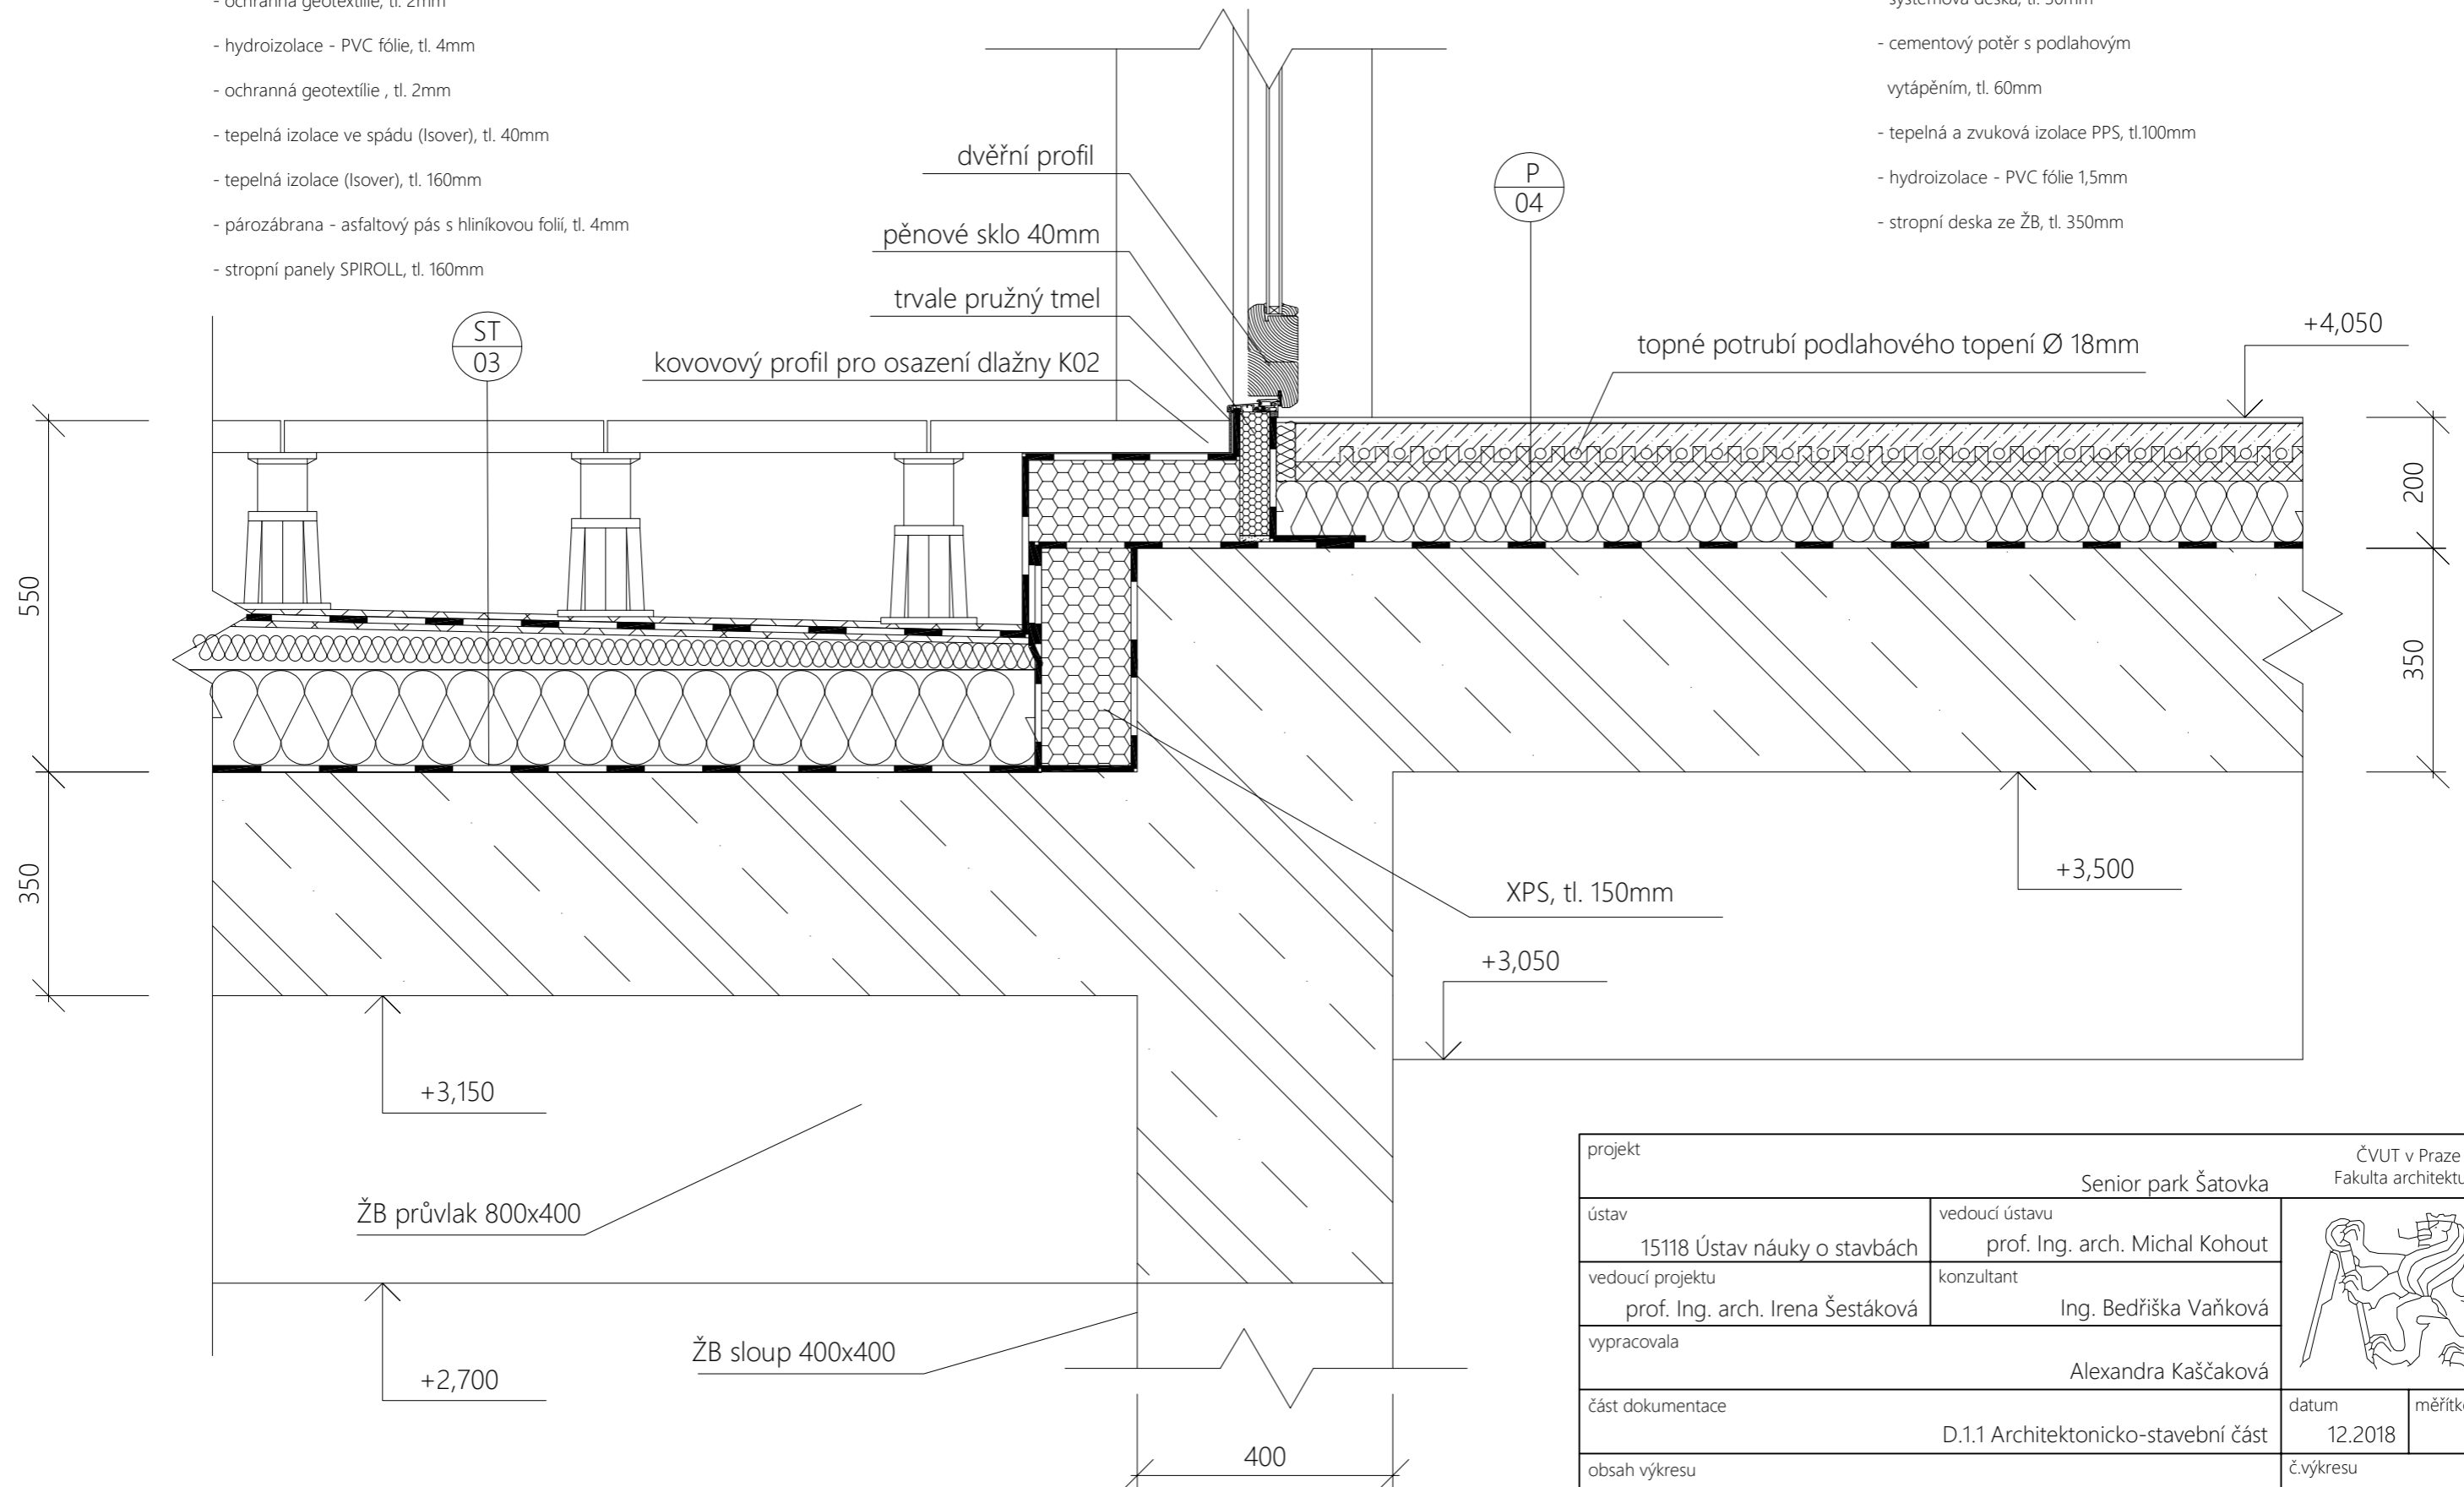 - ochranná geotextílie, tl. 2mm
- hydroizolace - PVC fólie, tl. 4mm
- ochranná geotextílie , tl. 2mm
- tepelná izolace ve spádu (Isover), tl. 40mm
- tepelná izolace (Isover), tl. 160mm
- pározábrana - asfaltový pás s hliníkovou folií, tl. 4mm
- stropní panely SPIROLL, tl. 160mm
- cementový potěr s podlahovým
vytápěním, tl. 60mm
- tepelná a zvuková izolace PPS, tl.100mm
- hydroizolace - PVC fólie 1,5mm
- stropní deska ze ŽB, tl. 350mm
dvěřní profil
pěnové sklo 40mm
trvale pružný tmel
kovovový profil pro osazení dlažny K02
ST
03
P
04
topné potrubí podlahového topení Ø 18mm
+4,050
550
350
200
350
+3,500
XPS, tl. 150mm
+3,050
+3,150
ŽB průvlak 800x400
+2,700
ŽB sloup 400x400
400
projekt
Senior park Šatovka
ČVUT v Praze
Fakulta architektu
ústav
15118 Ústav náuky o stavbách
vedoucí ústavu
prof. Ing. arch. Michal Kohout
vedoucí projektu
prof. Ing. arch. Irena Šestáková
konzultant
Ing. Bedřiška Vaňková
vypracovala
Alexandra Kaščaková
část dokumentace
D.1.1 Architektonicko-stavební část
datum
12.2018
měřítk
obsah výkresu
č.výkresu